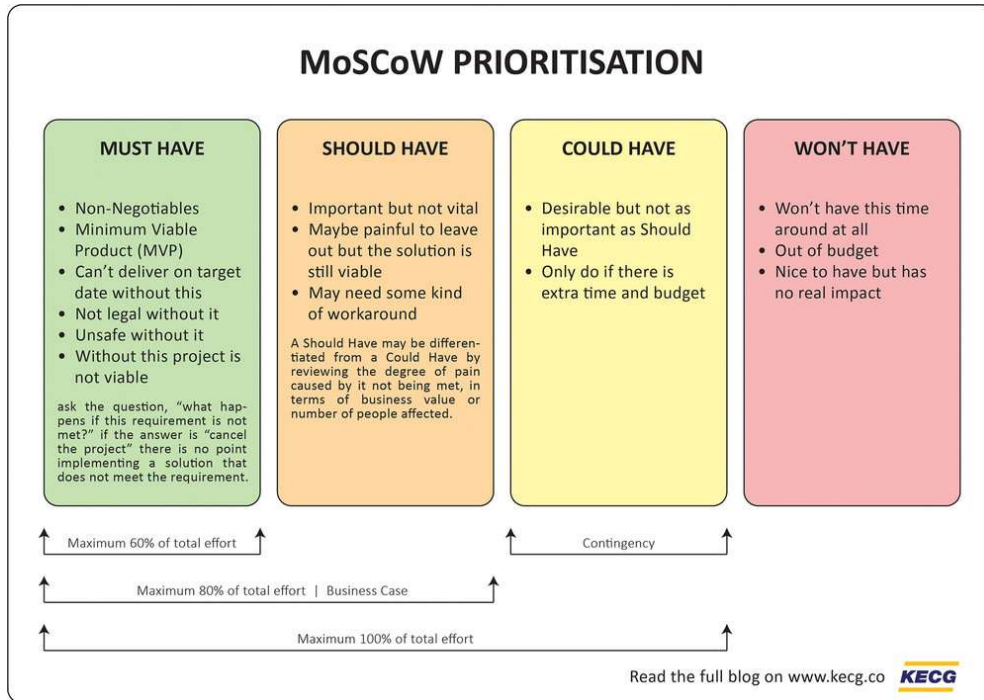 MoSCoW PRIORITISATION
MUST HAVE
• Non-Negotiables
• Minimum Viable
Product (MVP)
• Can’t deliver on target
date without this
• Not legal without it
• Unsafe without it
• Without this project is
not viable
ask the question, “what hap-
pens if this requirement is not
met?” if the answer is “cancel
the project” there is no point
implementing a solution that
does not meet the requirement.
SHOULD HAVE
• Important but not vital
• Maybe painful to leave
out but the solution is
still viable
• May need some kind
of workaround
A Should Have may be differen-
tiated from a Could Have by
reviewing the degree of pain
caused by it not being met, in
terms of business value or
number of people affected.
COULD HAVE
• Desirable but not as
important as Should
Have
• Only do if there is
extra time and budget
WON’T HAVE
• Won’t have this time
around at all
• Out of budget
• Nice to have but has
no real impact
Maximum 60% of total effort
Contingency
Maximum 80% of total effort | Business Case
Maximum 100% of total effort
Read the full blog on www.kecg.co
KECG